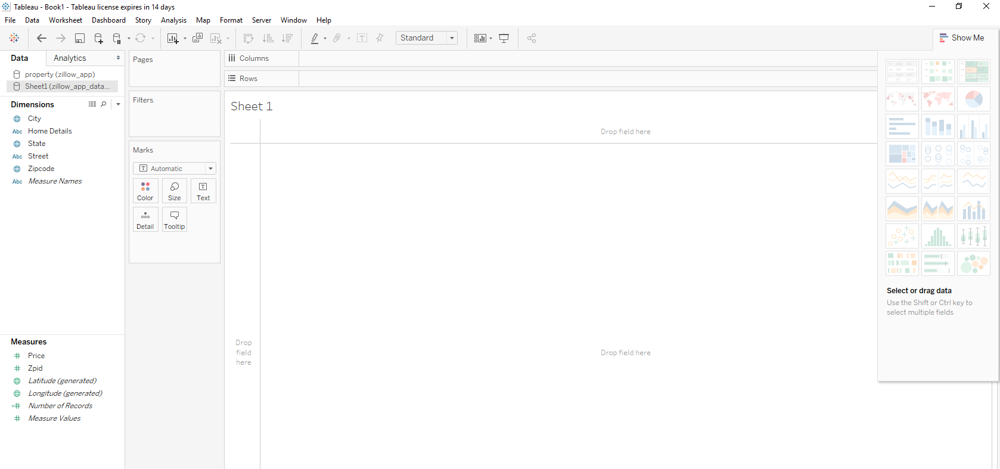 Tableau - Book1 - Tableau license expires in 14 days
File Data Worksheet Dashboard Story Analysis Map Format Server Window Help
Standard
Show Me
Data Analytics
property (zillow_app)
Sheet1 (zillow_app_data...
Dimensions
City
Abc Home Details
State
Abc Street
Zipcode
Abc Measure Names
Measures
Price
Zpid
Latitude (generated)
Longitude (generated)
Number of Records
Measure Values
Pages
Filters
Marks
Automatic
Color Size Text
Detail Tooltip
Columns
Rows
Sheet 1
Drop field here
Drop
field
here
Drop field here
Select or drag data
Use the Shift or Ctrl key to
select multiple fields